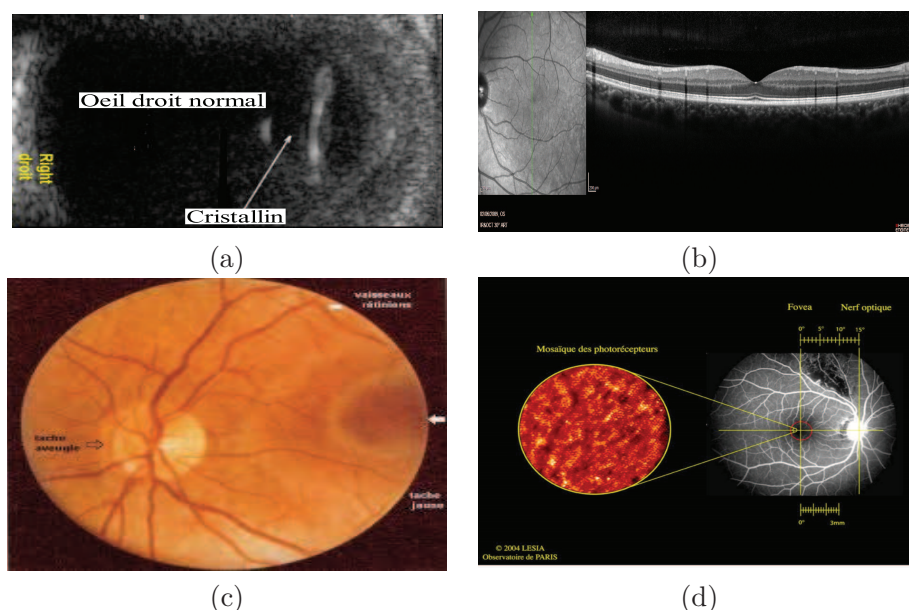 Oeil droit normal
Right
droit
Cristallin
(a)
(b)
vaisseaux
rétiniens
tache
aveugle
tache
jaune
(c)
Fovea Nerf optique
0° 5° 10° 15°
Mosaïque des photorécepteurs
0° 3mm
© 2004 LESIA
Observatoire de PARIS
(d)